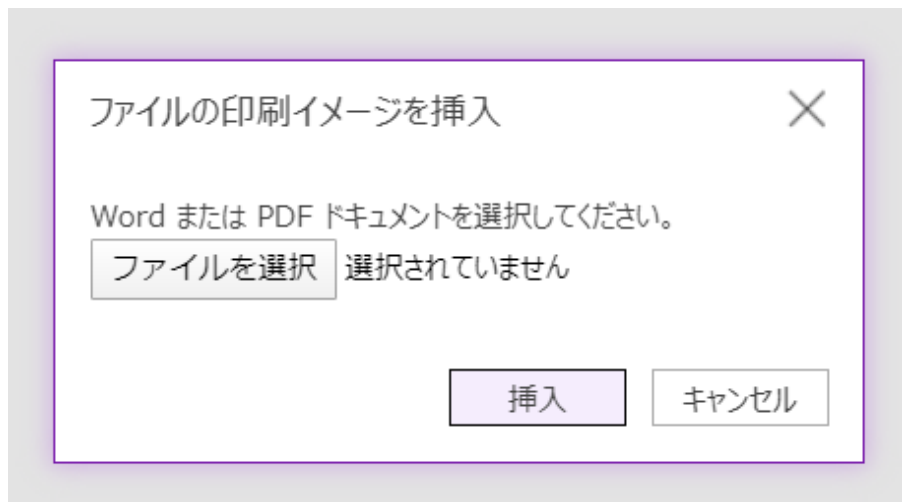 ファイルの印刷イメージを挿入
Word または PDF ドキュメントを選択してください。
ファイルを選択 選択されていません
挿入 キャンセル